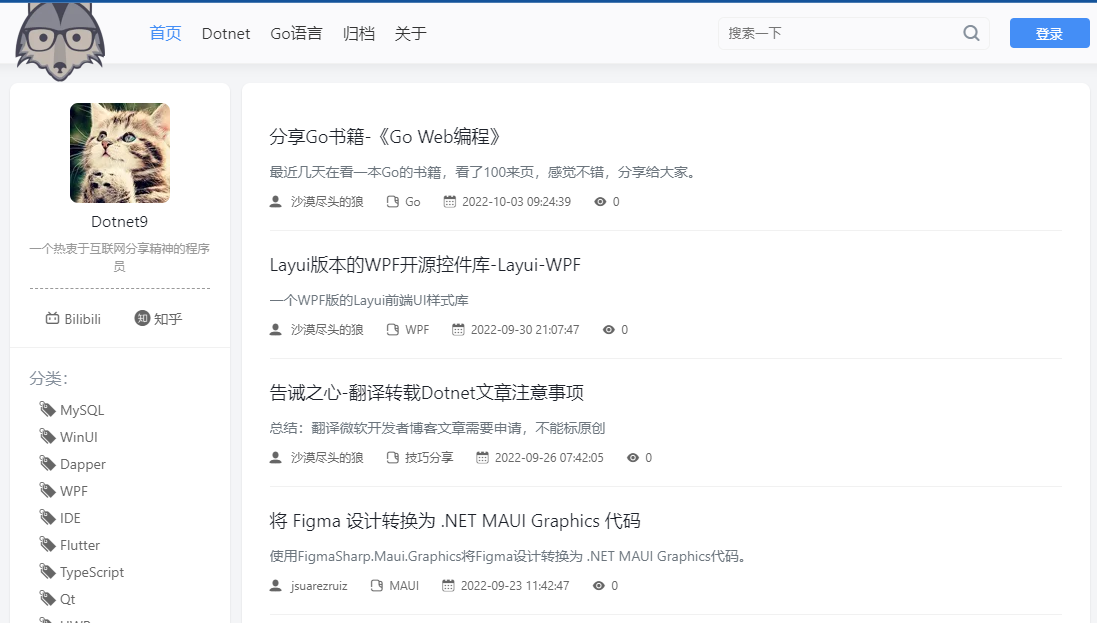 首页 Dotnet Go语言 归档 关于 搜索一下 登录
Dotnet9
一个热衷于互联网分享精神的程序
员
Bilibili 知 知乎
分类：
MySQL
WinUI
Dapper
WPF
IDE
Flutter
TypeScript
Qt
分享Go书籍-《Go Web编程》
最近几天在看一本Go的书籍，看了100来页，感觉不错，分享给大家。
沙漠尽头的狼 Go 2022-10-03 09:24:39 0
Layui版本的WPF开源控件库-Layui-WPF
一个WPF版的Layui前端UI样式库
沙漠尽头的狼 WPF 2022-09-30 21:07:47 0
告诫之心-翻译转载Dotnet文章注意事项
总结：翻译微软开发者博客文章需要申请，不能标原创
沙漠尽头的狼 技巧分享 2022-09-26 07:42:05 0
将 Figma 设计转换为 .NET MAUI Graphics 代码
使用FigmaSharp.Maui.Graphics将Figma设计转换为 .NET MAUI Graphics代码。
jsuarezruiz MAUI 2022-09-23 11:42:47 0